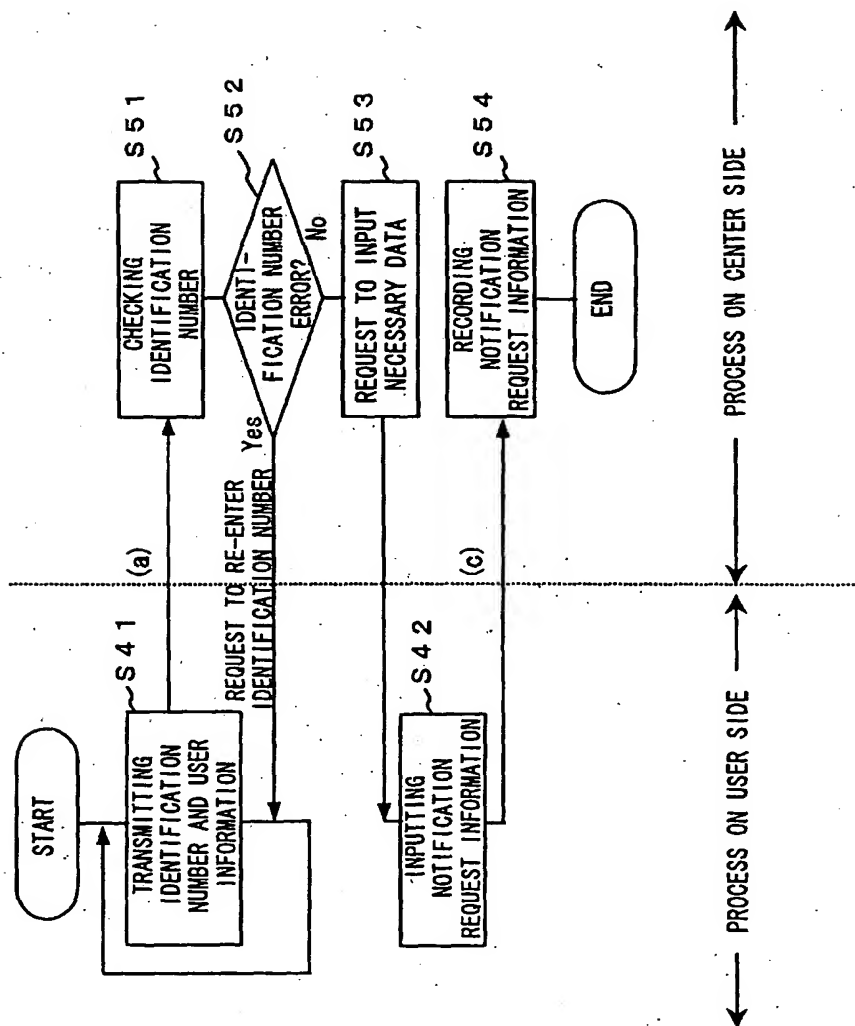 START
S41
TRANSMITTING
IDENTIFICATION
NUMBER AND USER
INFORMATION
(a)
S51
CHECKING
IDENTIFICATION
NUMBER
S52
IDENTI-
FICATION NUMBER
ERROR?
Yes
No
REQUEST TO RE-ENTER
IDENTIFICATION NUMBER
S53
REQUEST TO INPUT
NECESSARY DATA
S42
INPUTTING
NOTIFICATION
REQUEST INFORMATION
(c)
S54
RECORDING
NOTIFICATION
REQUEST INFORMATION
END
PROCESS ON USER SIDE
PROCESS ON CENTER SIDE